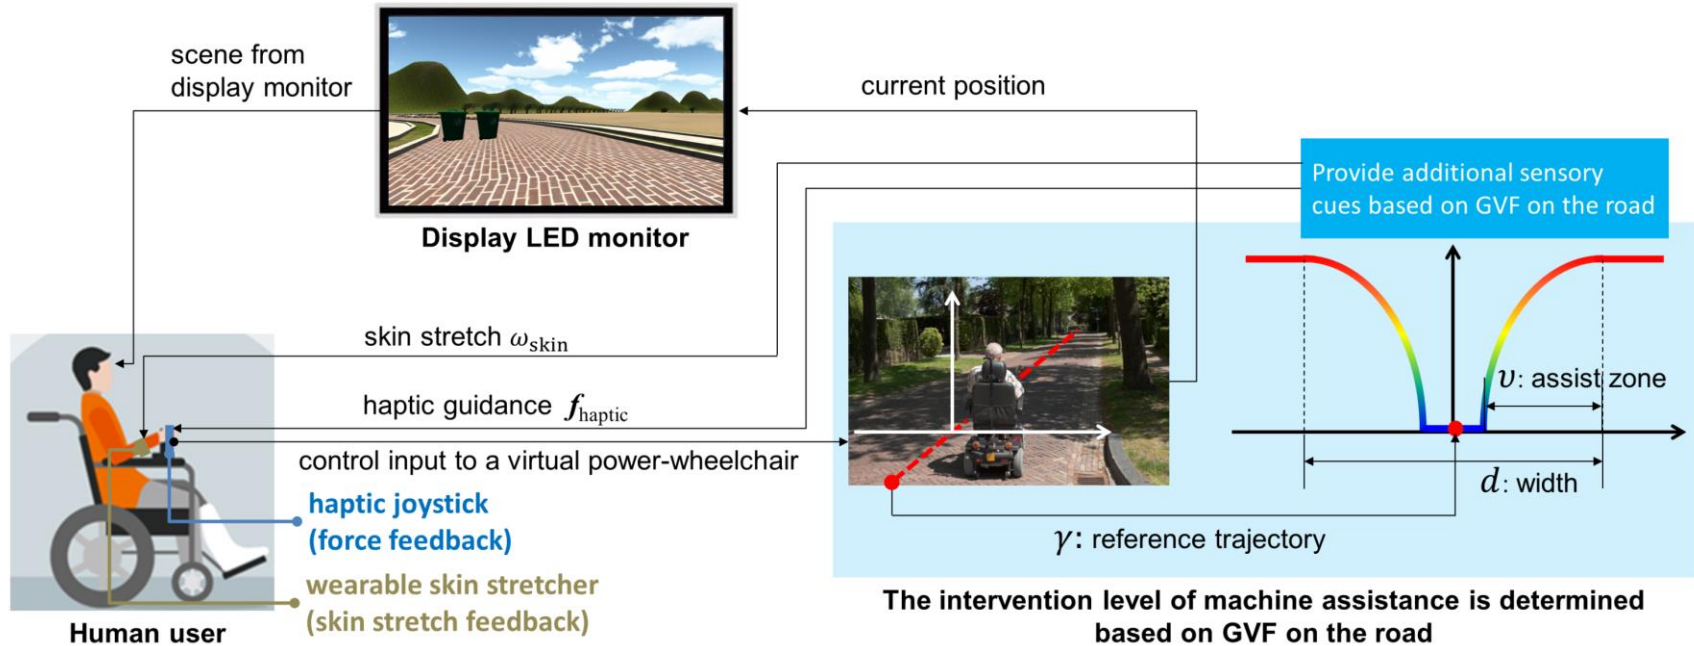 scene from
display monitor
current position
Provide additional sensory
cues based on GVF on the road
Display LED monitor
skin stretch ω_skin
haptic guidance f_haptic
control input to a virtual power-wheelchair
haptic joystick
(force feedback)
wearable skin stretcher
(skin stretch feedback)
Human user
υ: assist zone
d: width
γ: reference trajectory
The intervention level of machine assistance is determined
based on GVF on the road